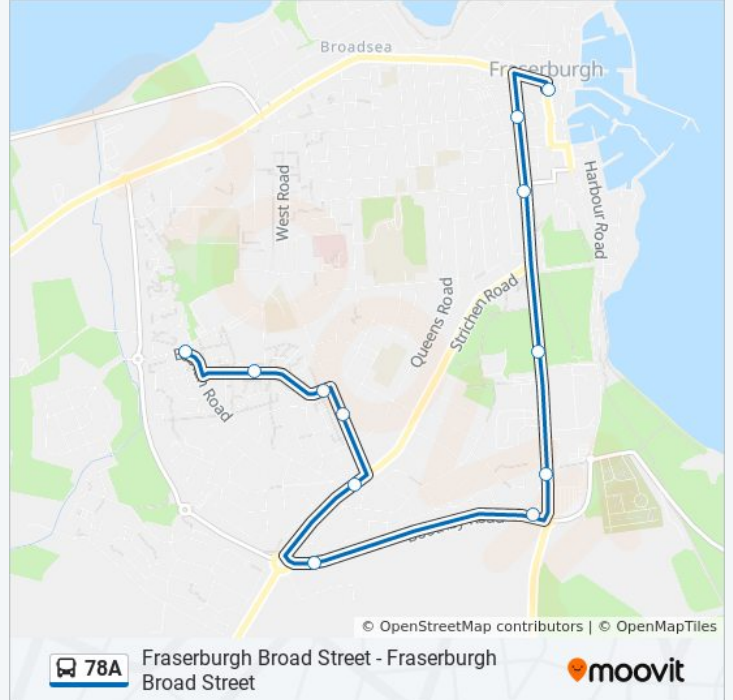 Broadsea
Fraserburgh
West Road
Harbour Road
Queens Road
Strichen Road
Road
Road
© OpenStreetMap contributors | © OpenMapTiles
78A
Fraserburgh Broad Street - Fraserburgh
Broad Street
moovit